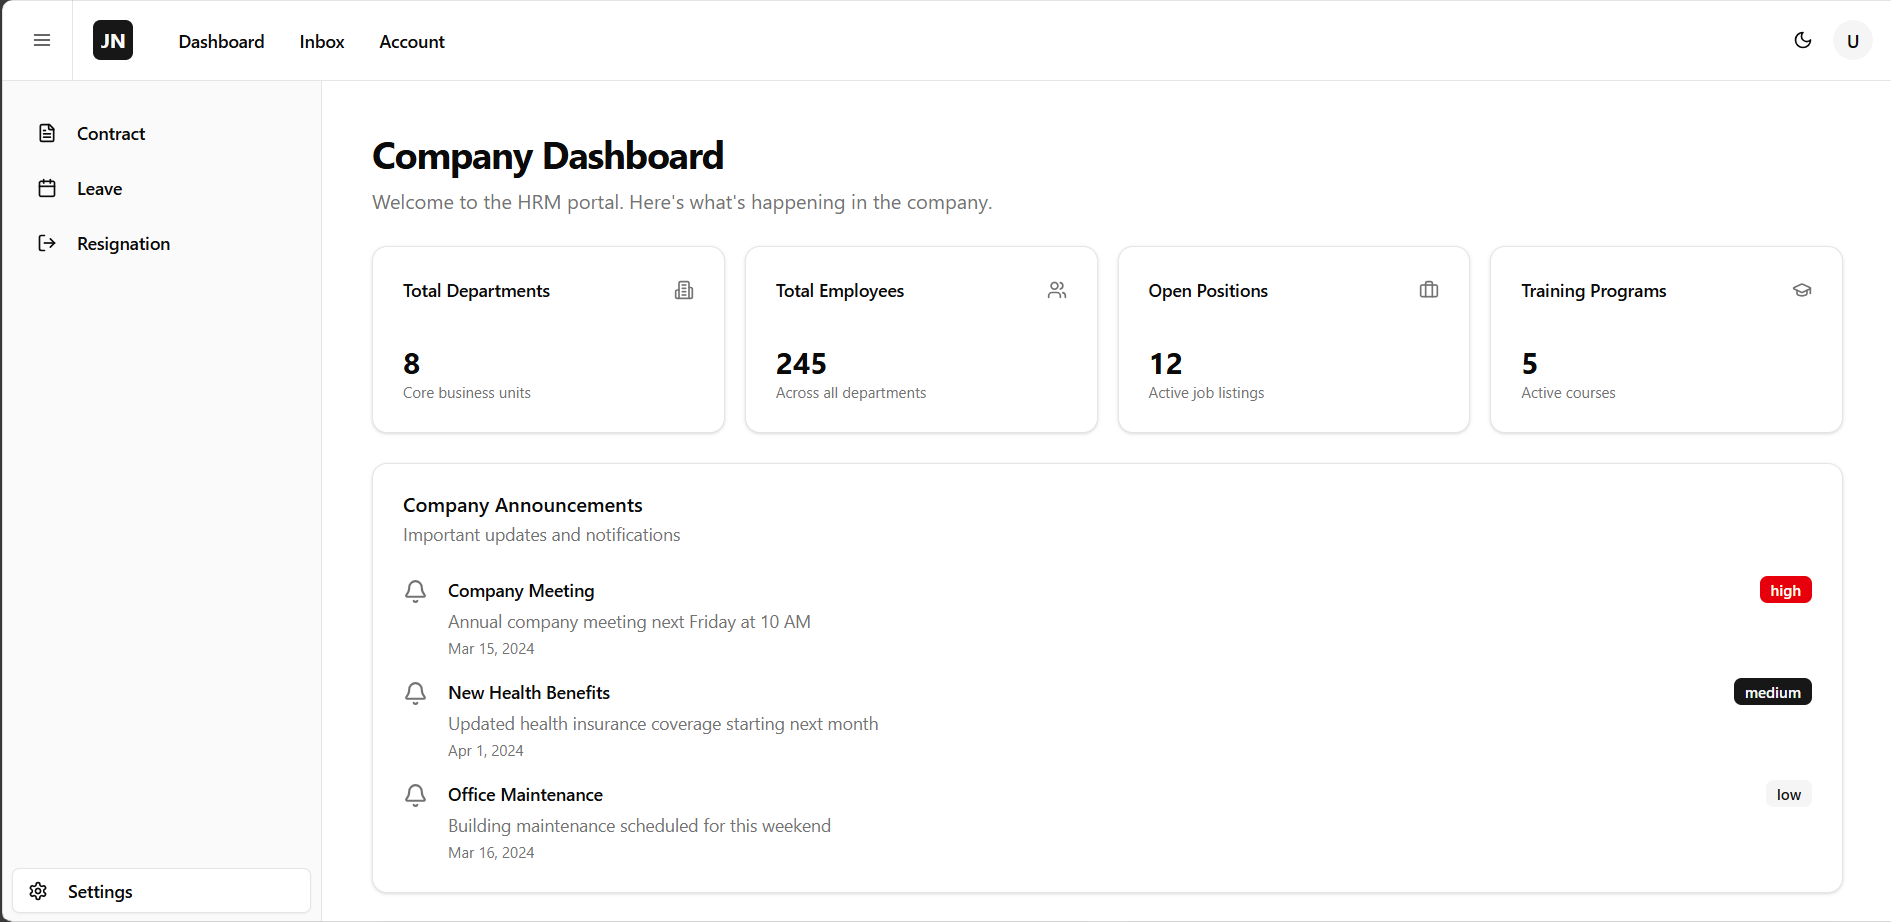 JN
Dashboard
Inbox
Account
U
Contract
Leave
Resignation
Settings
Company Dashboard
Welcome to the HRM portal. Here's what's happening in the company.
Total Departments
8
Core business units
Total Employees
245
Across all departments
Open Positions
12
Active job listings
Training Programs
5
Active courses
Company Announcements
Important updates and notifications
Company Meeting
high
Annual company meeting next Friday at 10 AM
Mar 15, 2024
New Health Benefits
medium
Updated health insurance coverage starting next month
Apr 1, 2024
Office Maintenance
low
Building maintenance scheduled for this weekend
Mar 16, 2024